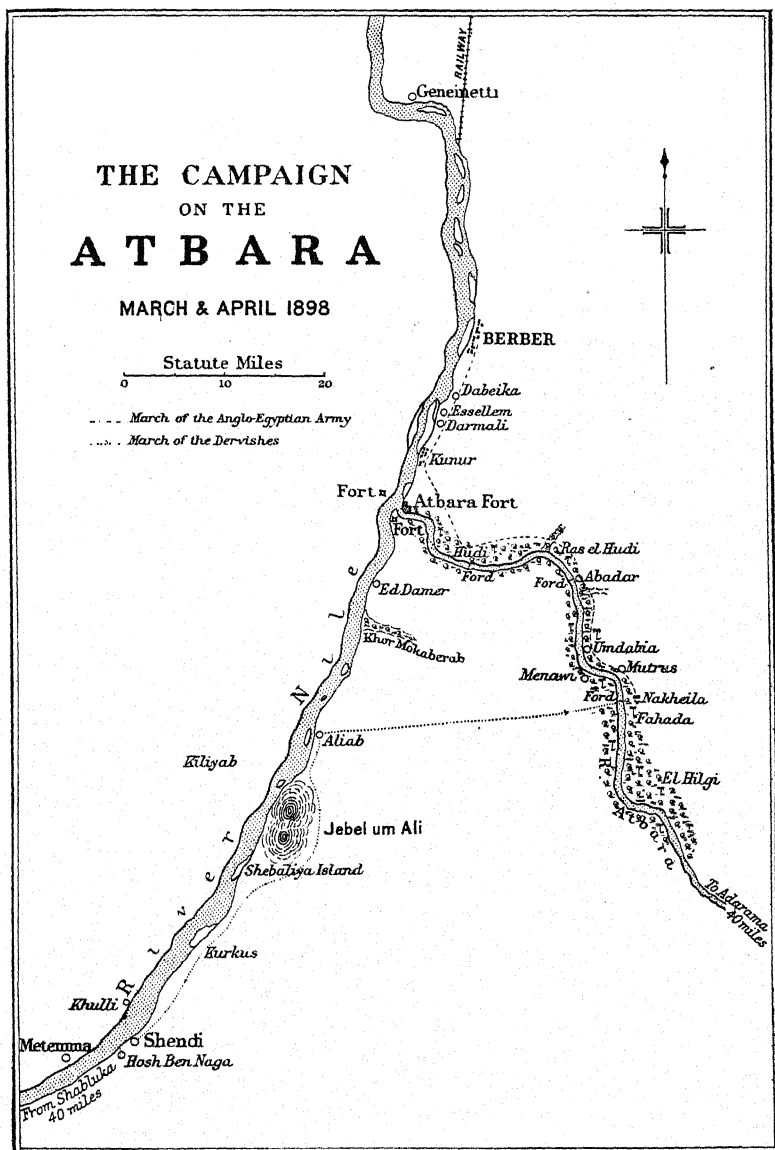 RAILWAY
Geneinetti
THE CAMPAIGN
ON THE
ATBARA
MARCH & APRIL 1898
Statute Miles
0 10 20
March of the Anglo-Egyptian Army
March of the Dervishes
BERBER
Dabeika
Essellem
Darmali
Kunur
Fort
Atbara Fort
Fort
Hudi
Ras el Hudi
Ford
Ford
Abadar
Ed Damer
Khor Mokaberab
Umdabia
Menawi
Mutrus
Ford
Nakheila
Fahada
Aliab
Kiliyab
El Hilgi
R. Atbara
Jebel um Ali
Shebaliya Island
River Nile
To Adarama
40 miles
Kurkus
Khulli
Metemma
Shendi
Hosh Ben Naga
From Shabluka
40 miles